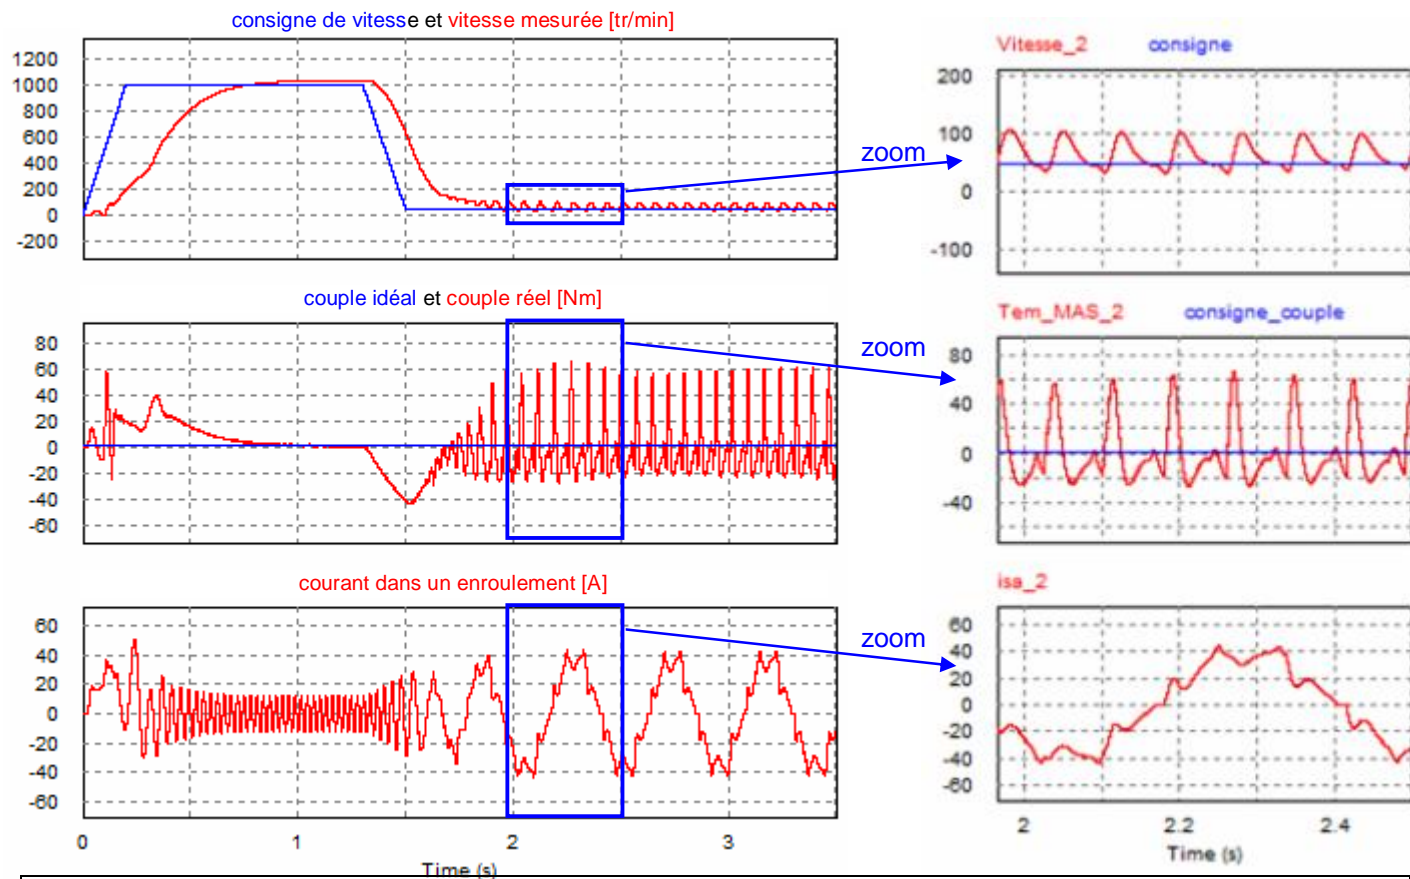 consigne de vitesse et vitesse mesurée [tr/min]
1200
1000
800
600
400
200
0
-200
couple idéal et couple réel [Nm]
80
60
40
20
0
-20
-40
-60
courant dans un enroulement [A]
60
40
20
0
-20
-40
-60
0 1 2 3
Time (s)
zoom
zoom
zoom
Vitesse_2 consigne
200
100
0
-100
Tem_MAS_2 consigne_couple
80
40
0
-40
isa_2
60
40
20
0
-20
-40
-60
2 2.2 2.4
Time (s)